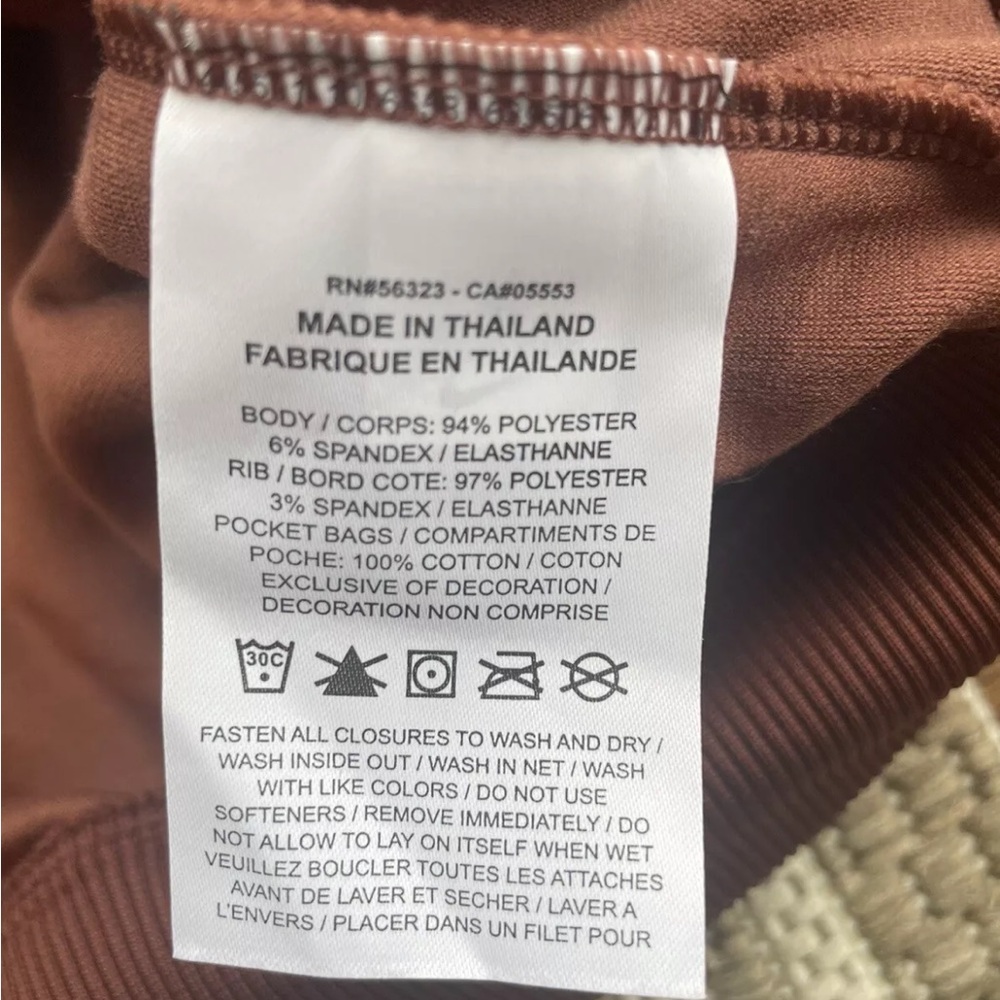 RN#56323 - CA#05553
MADE IN THAILAND
FABRIQUE EN THAILANDE
BODY / CORPS: 94% POLYESTER
6% SPANDEX / ELASTHANNE
RIB / BORD COTE: 97% POLYESTER
3% SPANDEX / ELASTHANNE
POCKET BAGS / COMPARTIMENTS DE
POCHE: 100% COTTON / COTON
EXCLUSIVE OF DECORATION /
DECORATION NON COMPRISE
30C
FASTEN ALL CLOSURES TO WASH AND DRY /
WASH INSIDE OUT / WASH IN NET / WASH
WITH LIKE COLORS / DO NOT USE
SOFTENERS / REMOVE IMMEDIATELY / DO
NOT ALLOW TO LAY ON ITSELF WHEN WET
VEUILLEZ BOUCLER TOUTES LES ATTACHES
AVANT DE LAVER ET SECHER / LAVER A
L'ENVERS / PLACER DANS UN FILET POUR